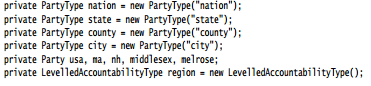 private PartyType nation = new PartyType("nation");
private PartyType state = new PartyType("state");
private PartyType county = new PartyType("county");
private PartyType city = new PartyType("city");
private Party usa, ma, nh, middlesex, melrose;
private LevelledAccountabilityType region = new LevelledAccountabilityType();